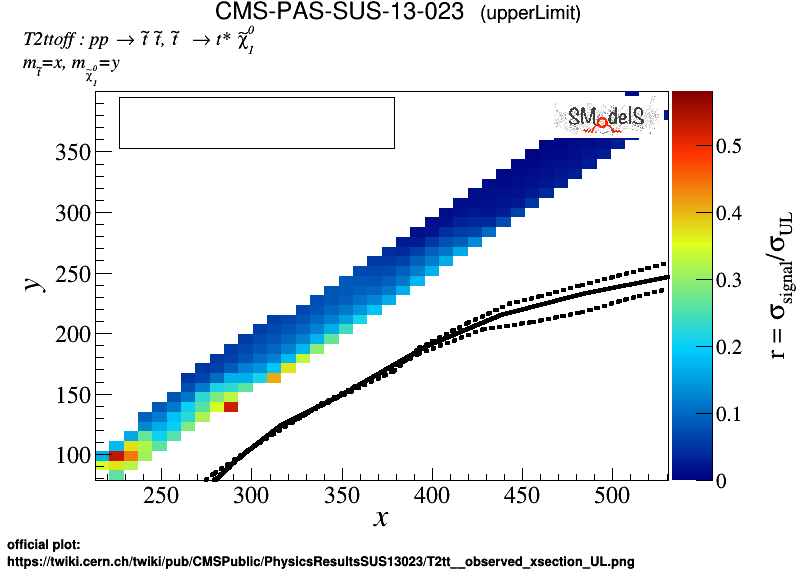 CMS-PAS-SUS-13-023 (upperLimit)
T2ttoff : pp → t̃ t̃, t̃ → t* χ̃₁⁰
m_t̃=x, m_χ̃₁⁰=y
SModelS
350
300
250
200
150
100
y
250 300 350 400 450 500
x
0.5
0.4
0.3
0.2
0.1
0
r = σ_signal/σ_UL
official plot:
https://twiki.cern.ch/twiki/pub/CMSPublic/PhysicsResultsSUS13023/T2tt__observed_xsection_UL.png